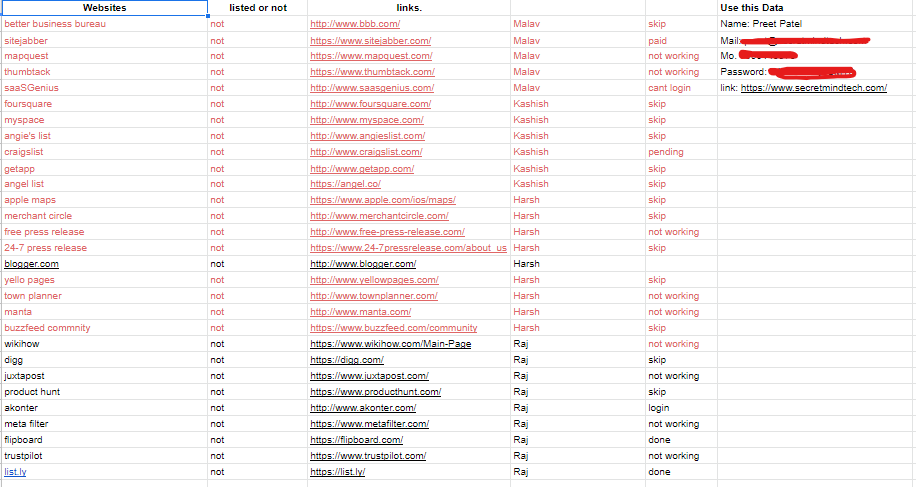 Websites listed or not links. Use this Data
better business bureau not http://www.bbb.com/ Malav skip Name: Preet Patel
sitejabber not https://www.sitejabber.com/ Malav paid Mail
mapquest not https://www.mapquest.com/ Malav not working Mo.
thumbtack not https://www.thumbtack.com/ Malav not working Password:
saaSGenius not http://www.saasgenius.com/ Malav cant login link: https://www.secretmindtech.com/
foursquare not http://www.foursquare.com/ Kashish skip
myspace not http://www.myspace.com/ Kashish skip
angie's list not http://www.angieslist.com/ Kashish skip
craigslist not http://www.craigslist.com/ Kashish pending
getapp not http://www.getapp.com/ Kashish skip
angel list not https://angel.co/ Kashish skip
apple maps not https://www.apple.com/ios/maps/ Harsh skip
merchant circle not http://www.merchantcircle.com/ Harsh skip
free press release not http://www.free-press-release.com/ Harsh not working
24-7 press release not https://www.24-7pressrelease.com/about_us Harsh skip
blogger.com not http://www.blogger.com/ Harsh
yello pages not http://www.yellowpages.com/ Harsh skip
town planner not http://www.townplanner.com/ Harsh not working
manta not http://www.manta.com/ Harsh not working
buzzfeed commnity not https://www.buzzfeed.com/community Harsh skip
wikihow not https://www.wikihow.com/Main-Page Raj not working
digg not https://digg.com/ Raj skip
juxtapost not https://www.juxtapost.com/ Raj not working
product hunt not https://www.producthunt.com/ Raj skip
akonter not http://www.akonter.com/ Raj login
meta filter not https://www.metafilter.com/ Raj not working
flipboard not https://flipboard.com/ Raj done
trustpilot not https://www.trustpilot.com/ Raj not working
list.ly not https://list.ly/ Raj done